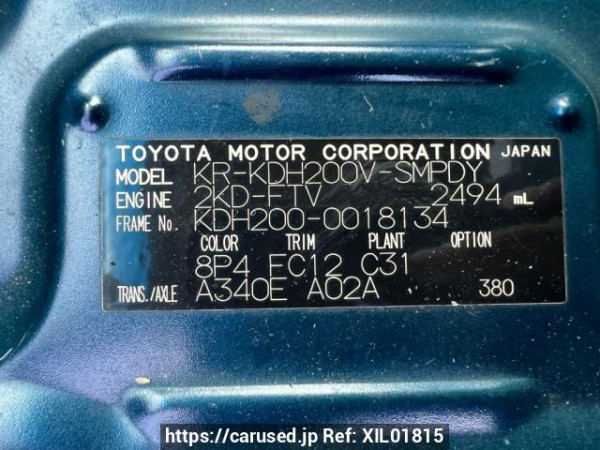 TOYOTA MOTOR CORPORATION JAPAN
MODEL KR-KDH200V-SMPDY
ENGINE 2KD-FTV 2494 mL
FRAME No. KDH200-0018134
COLOR TRIM PLANT OPTION
8P4 FC12 C31
TRANS./AXLE A340E A02A 380
https://carused.jp Ref: XIL01815